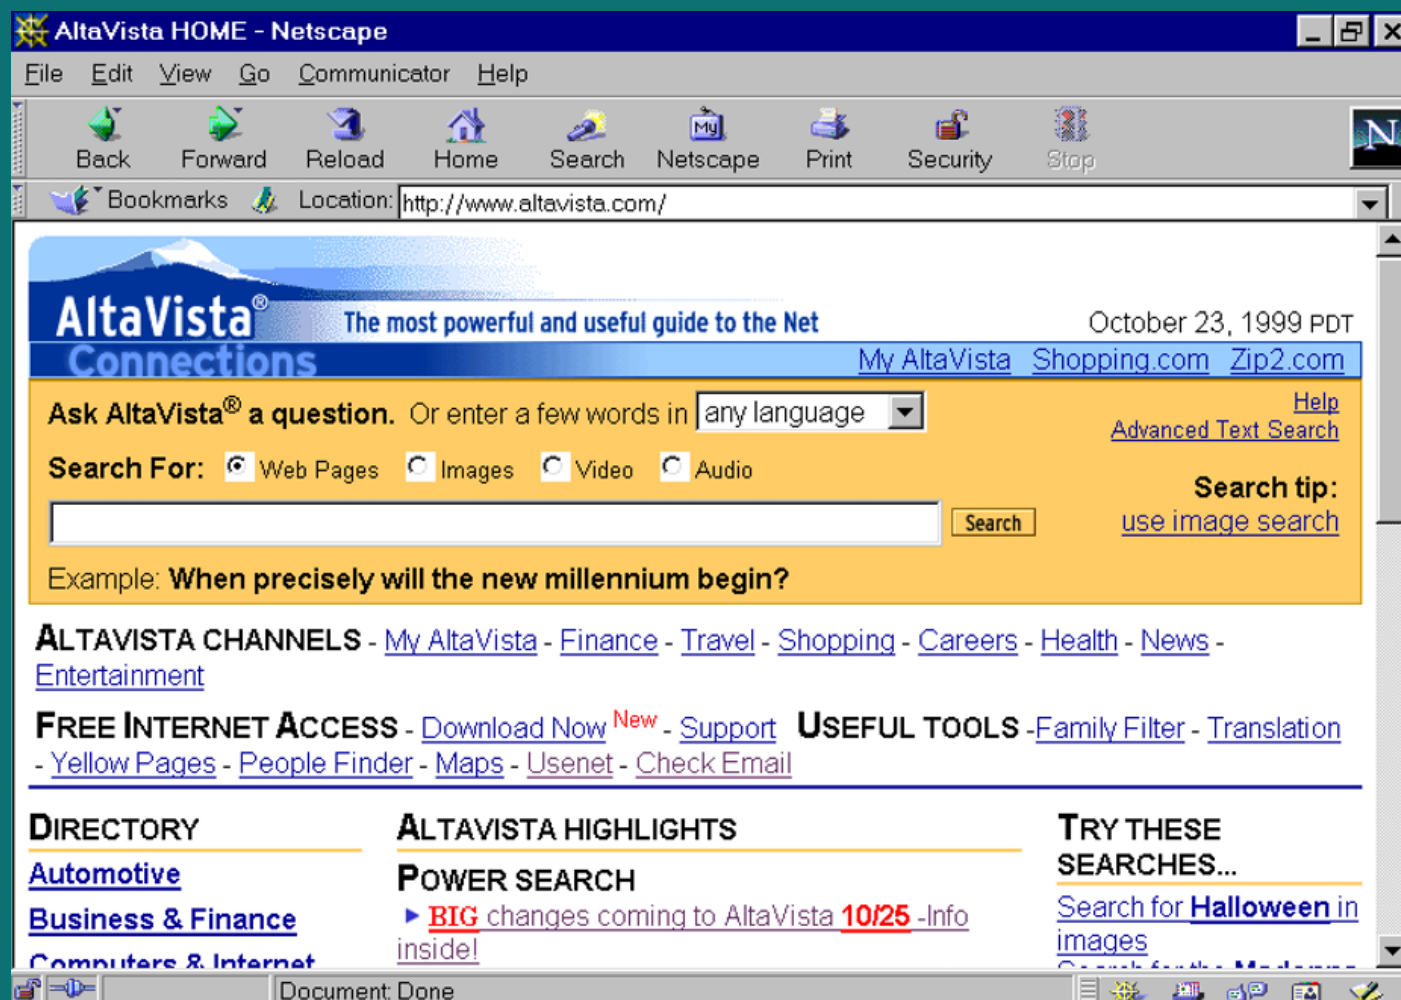 AltaVista HOME - Netscape
File Edit View Go Communicator Help
Back Forward Reload Home Search Netscape Print Security Stop
My
N
Bookmarks Location: http://www.altavista.com/
AltaVista® The most powerful and useful guide to the Net October 23, 1999 PDT
Connections My AltaVista Shopping.com Zip2.com
Ask AltaVista® a question. Or enter a few words in any language Help
Advanced Text Search
Search For: Web Pages Images Video Audio
Search tip:
Search use image search
Example: When precisely will the new millennium begin?
ALTAVISTA CHANNELS - My AltaVista - Finance - Travel - Shopping - Careers - Health - News -
Entertainment
FREE INTERNET ACCESS - Download Now New - Support USEFUL TOOLS -Family Filter - Translation
- Yellow Pages - People Finder - Maps - Usenet - Check Email
DIRECTORY
Automotive
Business & Finance
Computers & Internet
ALTAVISTA HIGHLIGHTS
POWER SEARCH
BIG changes coming to AltaVista 10/25 -Info
inside!
TRY THESE
SEARCHES...
Search for Halloween in
images
Search for the Madonna
Document: Done